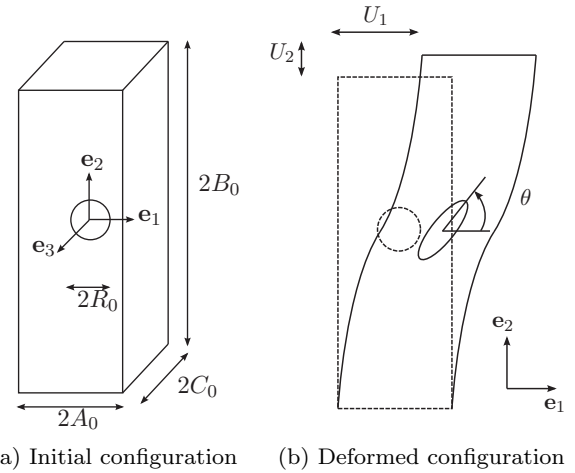 U₁
U₂
e₂
2B₀
e₁
θ
e₃
2R₀
e₂
2C₀
2A₀
e₁
a) Initial configuration
(b) Deformed configuration